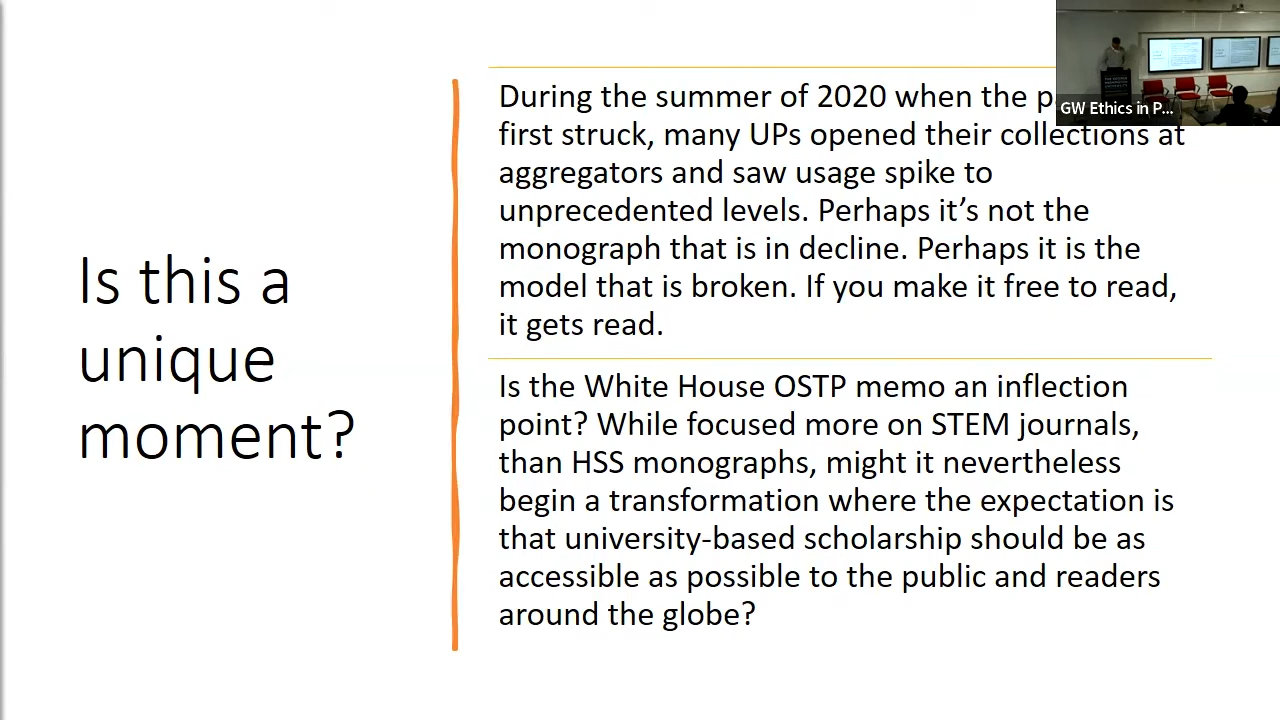 Is this a
unique
moment?
During the summer of 2020 when the
first struck, many UPs opened their collections at
aggregators and saw usage spike to
unprecedented levels. Perhaps it’s not the
monograph that is in decline. Perhaps it is the
model that is broken. If you make it free to read,
it gets read.
Is the White House OSTP memo an inflection
point? While focused more on STEM journals,
than HSS monographs, might it nevertheless
begin a transformation where the expectation is
that university-based scholarship should be as
accessible as possible to the public and readers
around the globe?
GW Ethics in P...